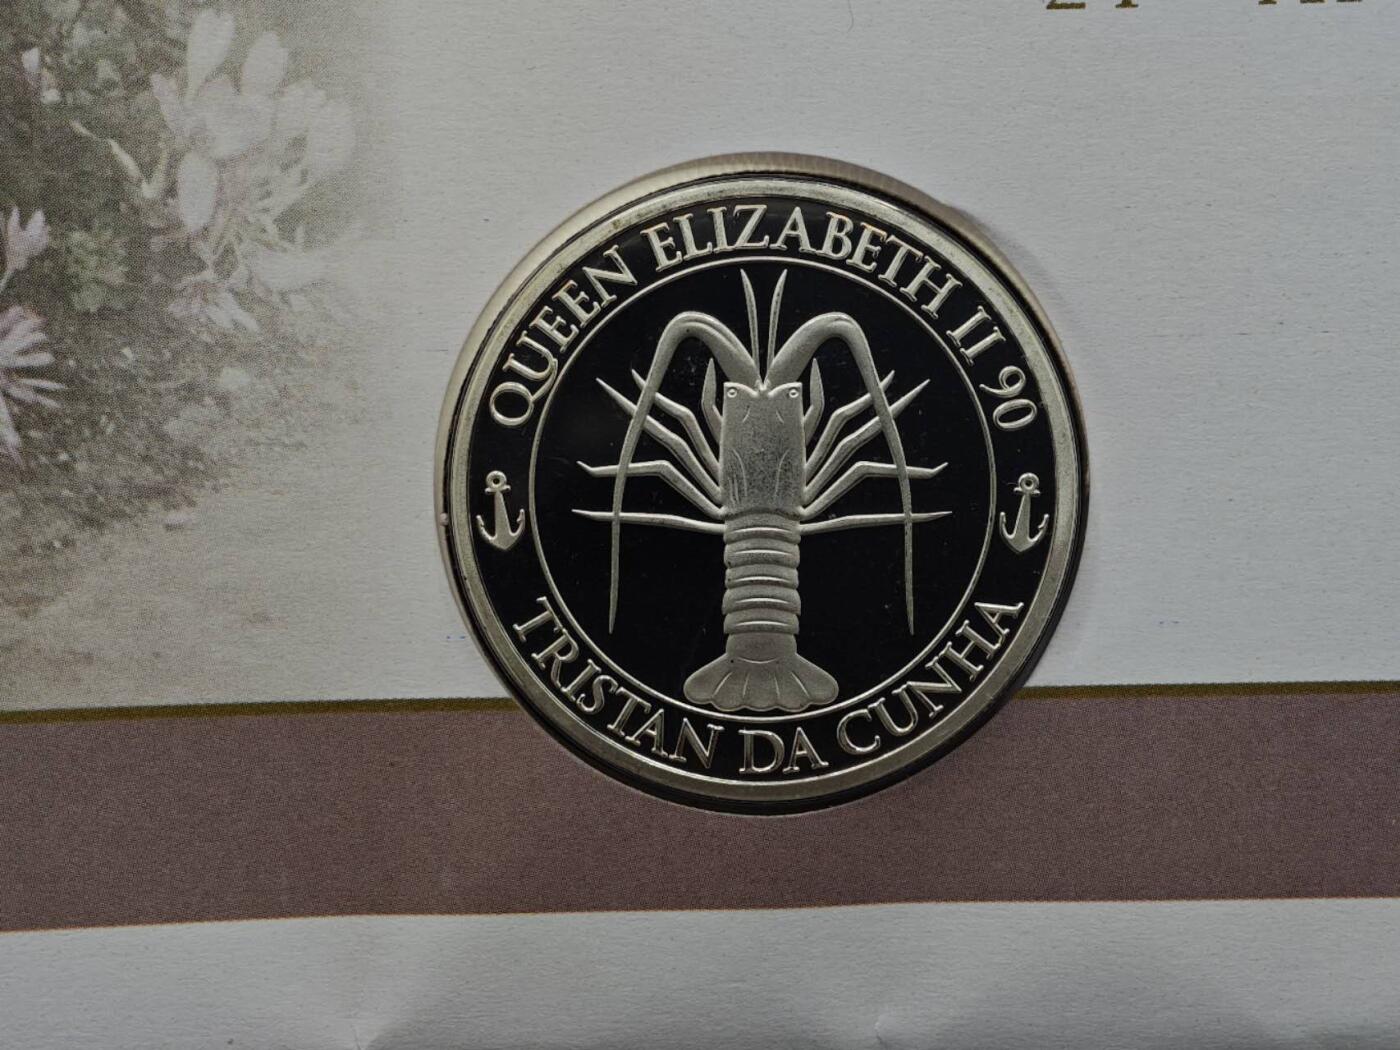 QUEEN ELIZABETH II 90
TRISTAN DA CUNHA